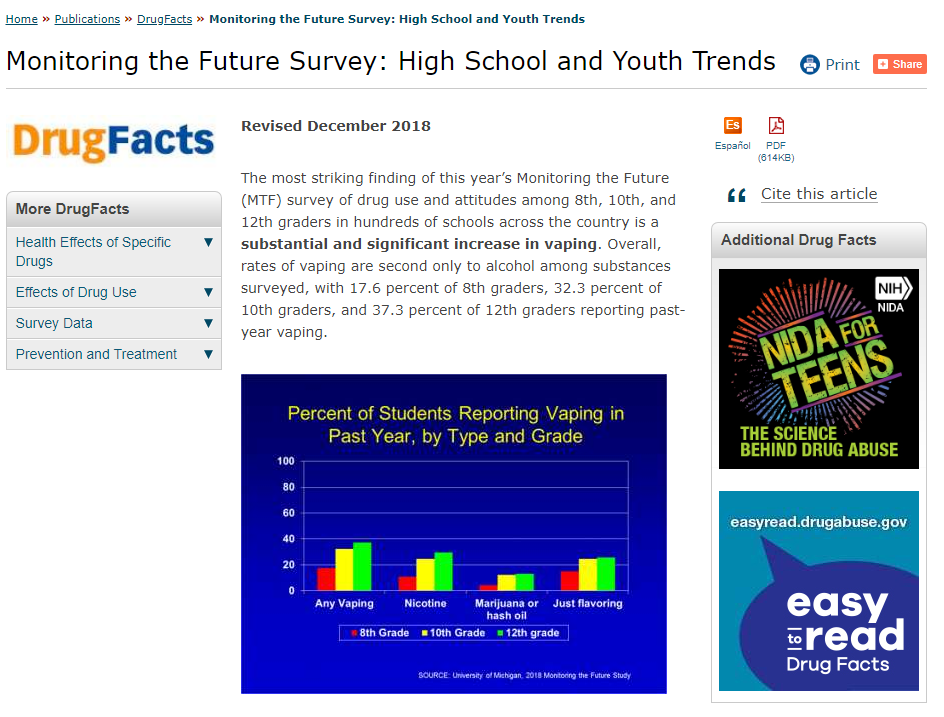 Home » Publications » DrugFacts » Monitoring the Future Survey: High School and Youth Trends
Monitoring the Future Survey: High School and Youth Trends
Print
Share
DrugFacts
More DrugFacts
Health Effects of Specific
Drugs
Effects of Drug Use
Survey Data
Prevention and Treatment
Revised December 2018
The most striking finding of this year’s Monitoring the Future
(MTF) survey of drug use and attitudes among 8th, 10th, and
12th graders in hundreds of schools across the country is a
substantial and significant increase in vaping. Overall,
rates of vaping are second only to alcohol among substances
surveyed, with 17.6 percent of 8th graders, 32.3 percent of
10th graders, and 37.3 percent of 12th graders reporting past-
year vaping.
Percent of Students Reporting Vaping in
Past Year, by Type and Grade
100
80
60
40
20
0
Any Vaping Nicotine Marijuana or Just flavoring
hash oil
8th Grade 10th Grade 12th grade
SOURCE: University of Michigan, 2018 Monitoring the Future Study
Es
Español PDF
(614KB)
Cite this article
Additional Drug Facts
NIH
NIDA
NIDA FOR
TEENS
THE SCIENCE
BEHIND DRUG ABUSE
easyread.drugabuse.gov
easy
to read
Drug Facts